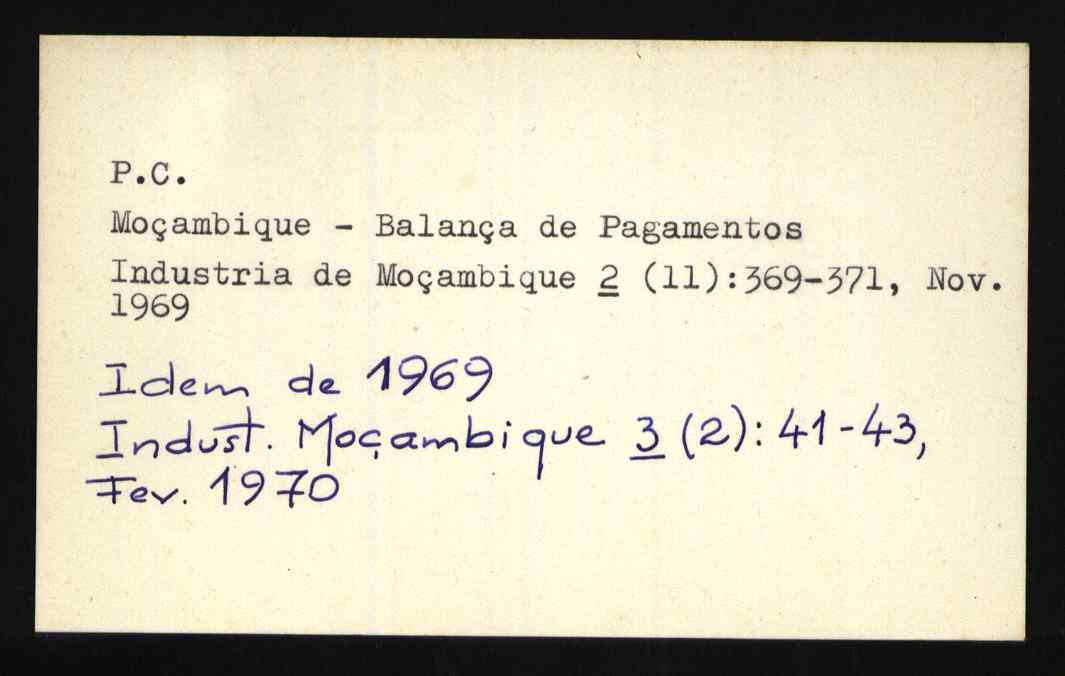 P.C.
Moçambique - Balança de Pagamentos
Industria de Moçambique 2 (11):369-371, Nov.
1969
Idem de 1969
Indust. Moçambique 3 (2): 41-43,
Fev. 1970